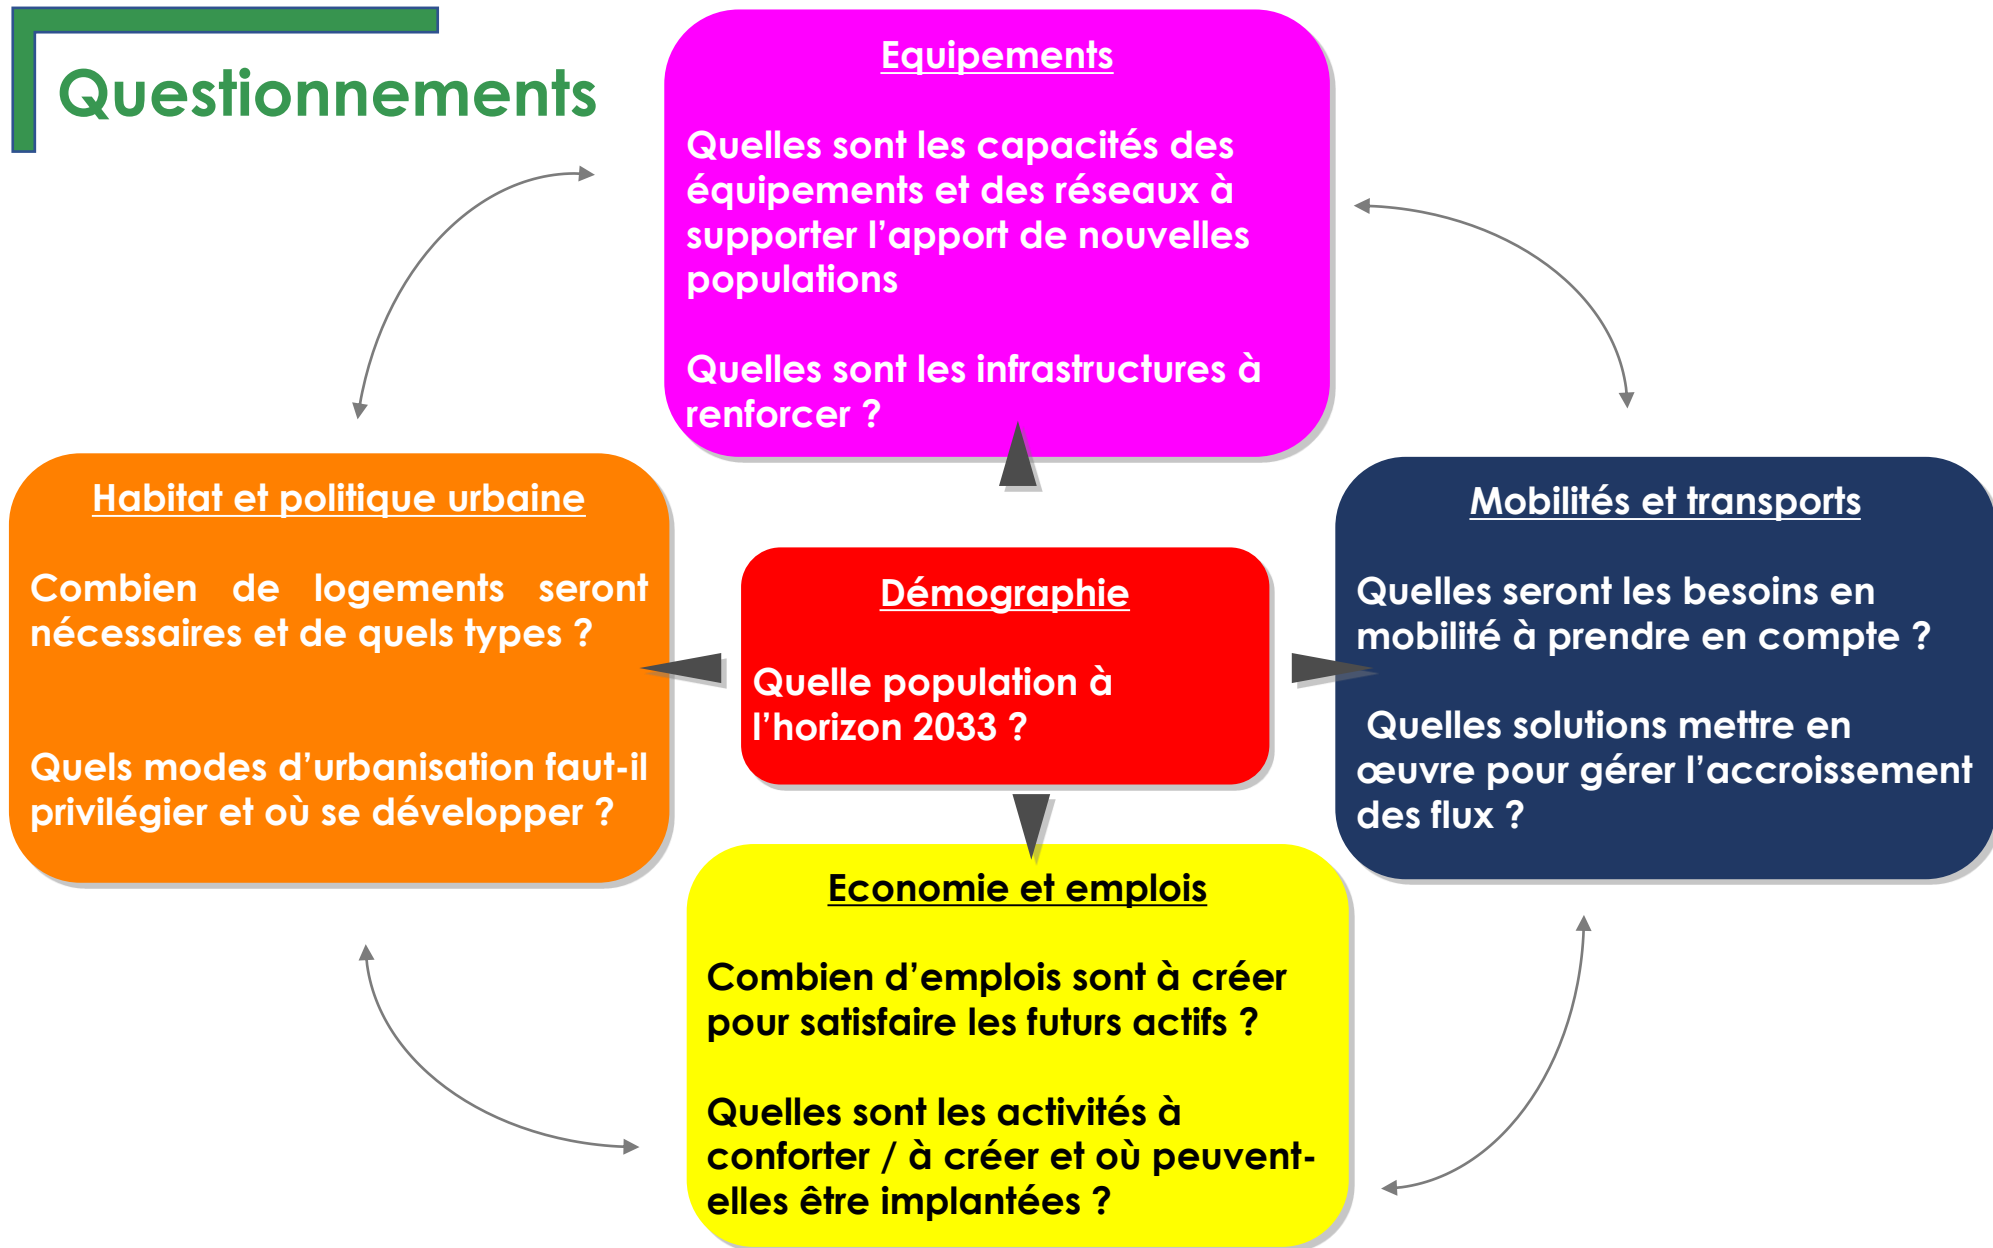 Questionnements
Equipements
Quelles sont les capacités des
équipements et des réseaux à
supporter l’apport de nouvelles
populations
Quelles sont les infrastructures à
renforcer ?
Habitat et politique urbaine
Combien de logements seront
nécessaires et de quels types ?
Quels modes d’urbanisation faut-il
privilégier et où se développer ?
Démographie
Quelle population à
l’horizon 2033 ?
Mobilités et transports
Quelles seront les besoins en
mobilité à prendre en compte ?
Quelles solutions mettre en
œuvre pour gérer l’accroissement
des flux ?
Economie et emplois
Combien d’emplois sont à créer
pour satisfaire les futurs actifs ?
Quelles sont les activités à
conforter / à créer et où peuvent-
elles être implantées ?